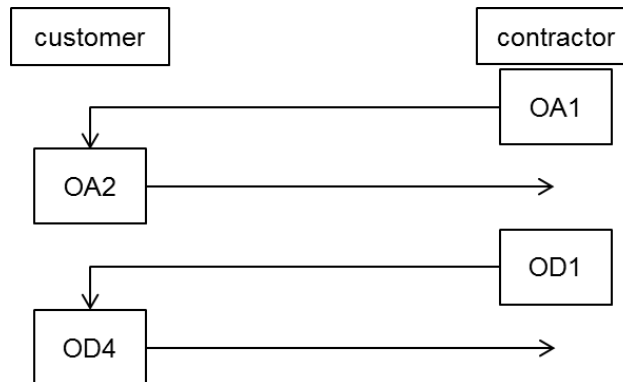 customer
contractor
OA1
OA2
OD1
OD4